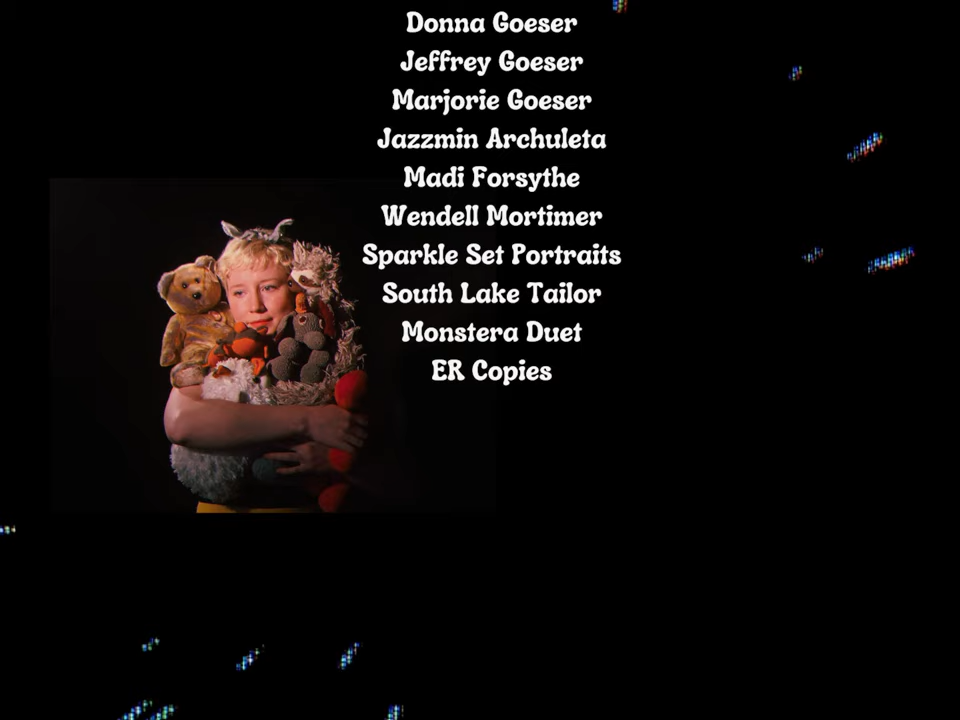 Donna Goeser
Jeffrey Goeser
Marjorie Goeser
Jazzmin Archuleta
Madi Forsythe
Wendell Mortimer
Sparkle Set Portraits
South Lake Tailor
Monstera Duet
ER Copies